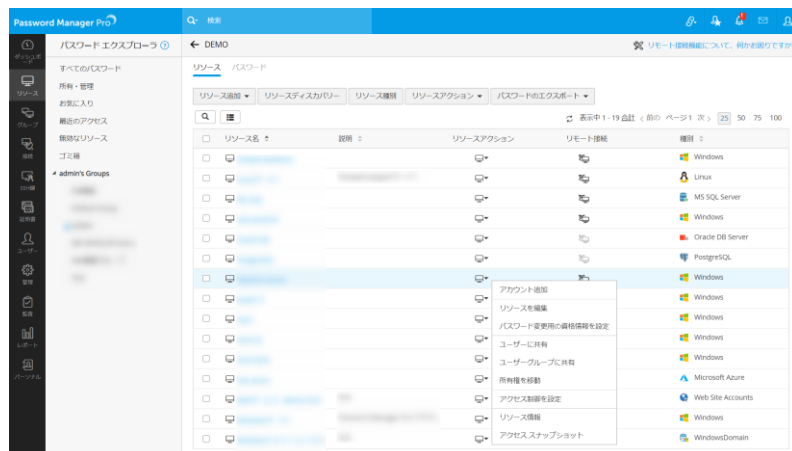 Password Manager Pro
検索
ダッシュボード
リソース
グループ
接続
SSH鍵
証明書
ユーザー
管理
監査
レポート
パーソナル
パスワード エクスプローラ
すべてのパスワード
所有・管理
お気に入り
最近のアクセス
無効なリソース
ゴミ箱
admin's Groups
← DEMO
リモート接続機能について、何かお困りですか
リソース パスワード
リソース追加 リソースディスカバリー リソース種別 リソースアクション パスワードのエクスポート
表示中 1 - 19 合計 前の ページ1 次 25 50 75 100
リソース名 説明 リソースアクション リモート接続 種別
Windows
Linux
MS SQL Server
Windows
Oracle DB Server
PostgreSQL
Windows
Windows
Windows
Windows
Windows
Microsoft Azure
Web Site Accounts
Windows
WindowsDomain
アカウント追加
リソースを編集
パスワード変更用の資格情報を設定
ユーザーに共有
ユーザーグループに共有
所有権を移動
アクセス制御を設定
リソース情報
アクセス スナップショット